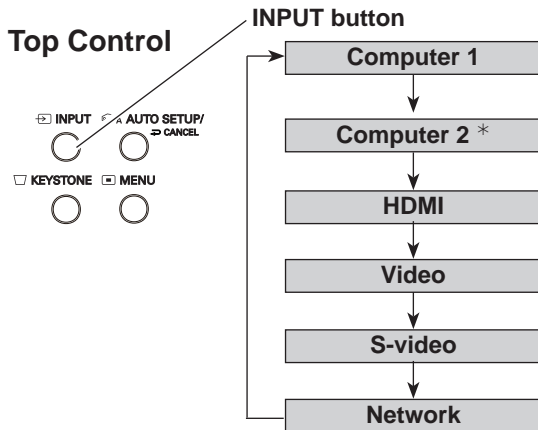 INPUT button
Top Control
INPUT
A AUTO SETUP/
CANCEL
KEYSTONE
MENU
Computer 1
Computer 2 *
HDMI
Video
S-video
Network